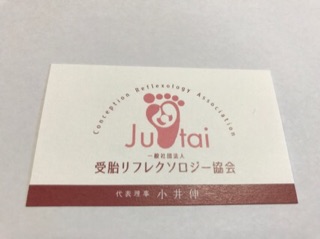 Conception Reflexology Association
Jutai
一般社団法人
受胎リフレクソロジー協会
代表理事 小井伸一